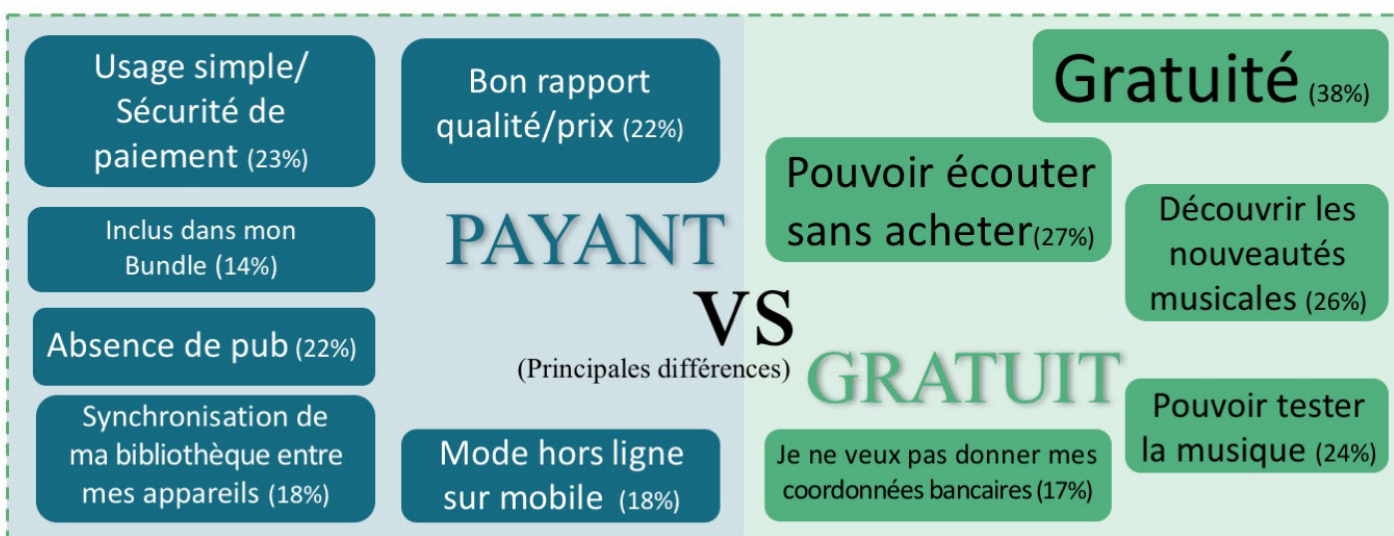 Usage simple/
Sécurité de
paiement (23%)
Bon rapport
qualité/prix (22%)
Inclus dans mon
Bundle (14%)
Absence de pub (22%)
Synchronisation de
ma bibliothèque entre
mes appareils (18%)
Mode hors ligne
sur mobile (18%)
PAYANT
VS
(Principales différences)
GRATUIT
Gratuité (38%)
Pouvoir écouter
sans acheter(27%)
Découvrir les
nouveautés
musicales (26%)
Pouvoir tester
la musique (24%)
Je ne veux pas donner mes
coordonnées bancaires (17%)